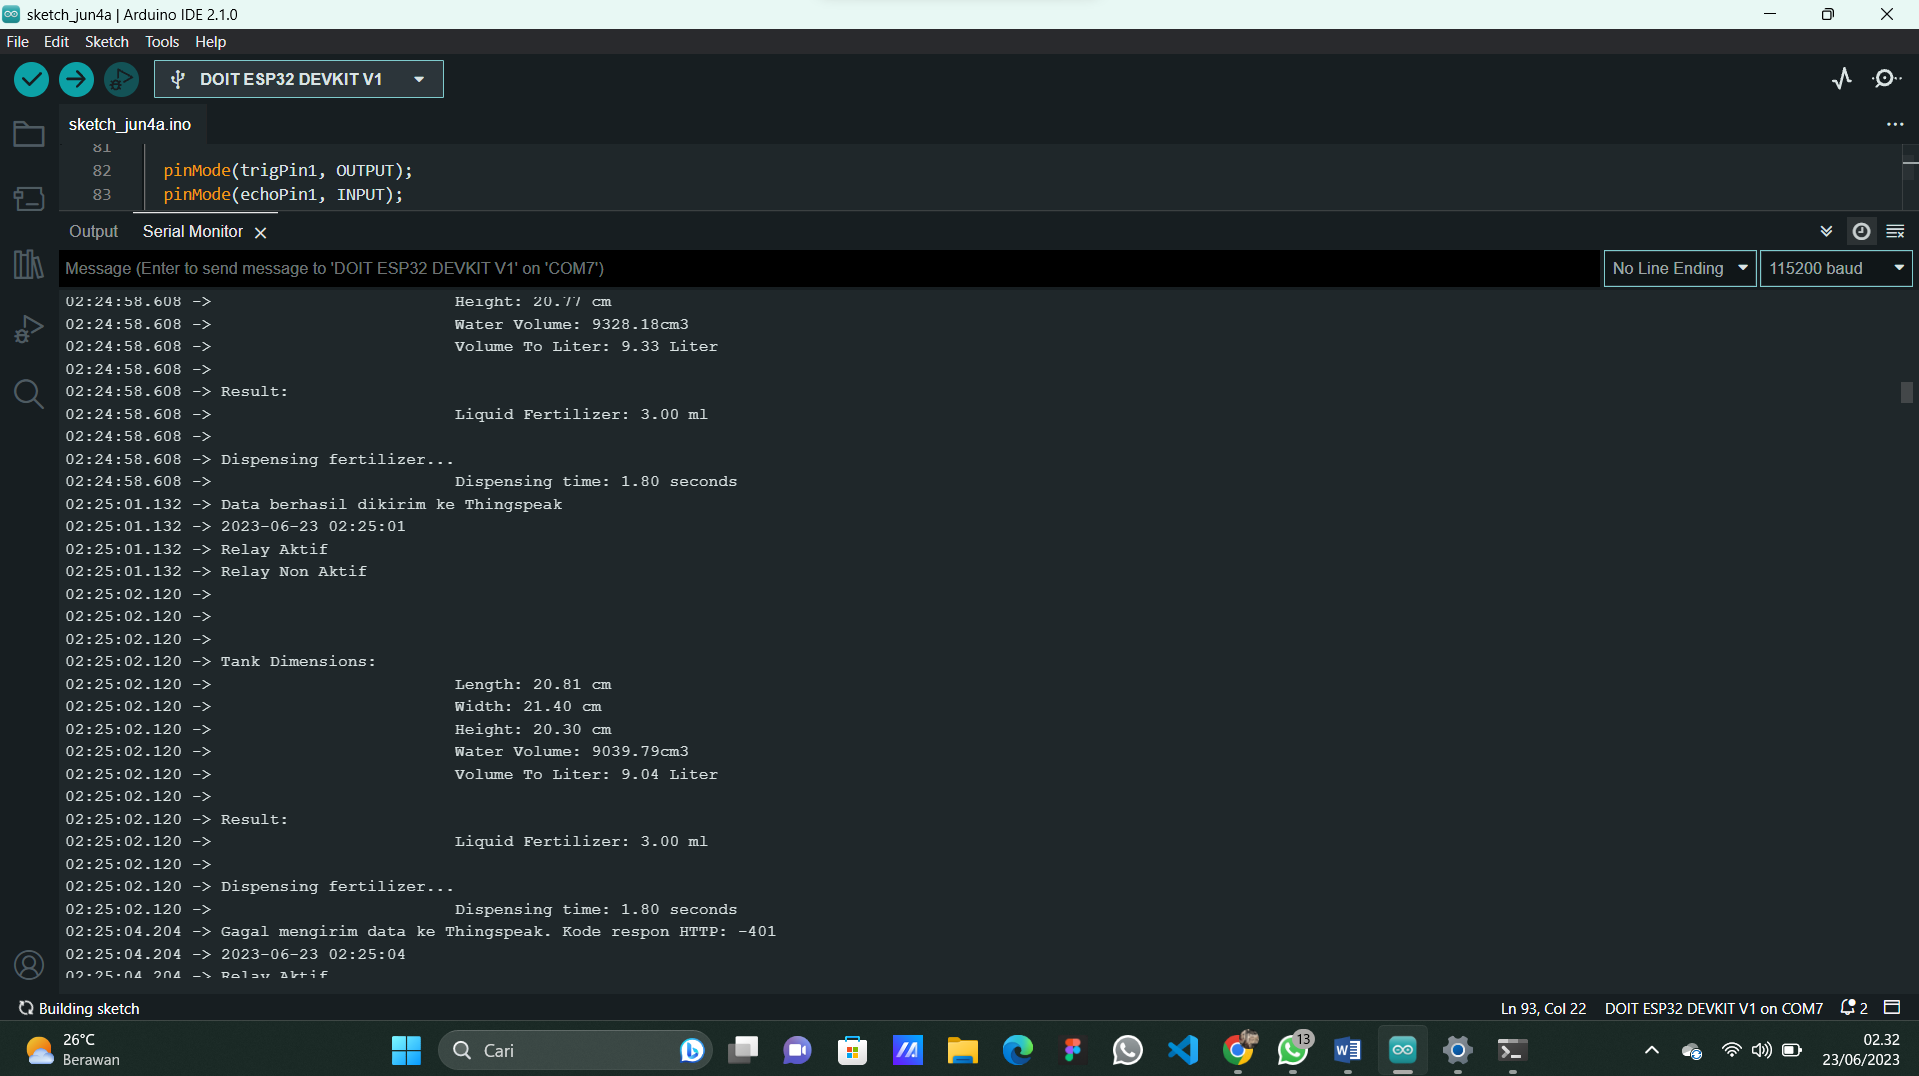 sketch_jun4a | Arduino IDE 2.1.0
File Edit Sketch Tools Help
DOIT ESP32 DEVKIT V1
sketch_jun4a.ino
81
82 pinMode(trigPin1, OUTPUT);
83 pinMode(echoPin1, INPUT);
Output Serial Monitor
Message (Enter to send message to 'DOIT ESP32 DEVKIT V1' on 'COM7') No Line Ending 115200 baud
02:24:58.608 -> Height: 20.77 cm
02:24:58.608 -> Water Volume: 9328.18cm3
02:24:58.608 -> Volume To Liter: 9.33 Liter
02:24:58.608 ->
02:24:58.608 -> Result:
02:24:58.608 -> Liquid Fertilizer: 3.00 ml
02:24:58.608 ->
02:24:58.608 -> Dispensing fertilizer...
02:24:58.608 -> Dispensing time: 1.80 seconds
02:25:01.132 -> Data berhasil dikirim ke Thingspeak
02:25:01.132 -> 2023-06-23 02:25:01
02:25:01.132 -> Relay Aktif
02:25:01.132 -> Relay Non Aktif
02:25:02.120 ->
02:25:02.120 ->
02:25:02.120 ->
02:25:02.120 -> Tank Dimensions:
02:25:02.120 -> Length: 20.81 cm
02:25:02.120 -> Width: 21.40 cm
02:25:02.120 -> Height: 20.30 cm
02:25:02.120 -> Water Volume: 9039.79cm3
02:25:02.120 -> Volume To Liter: 9.04 Liter
02:25:02.120 ->
02:25:02.120 -> Result:
02:25:02.120 -> Liquid Fertilizer: 3.00 ml
02:25:02.120 ->
02:25:02.120 -> Dispensing fertilizer...
02:25:02.120 -> Dispensing time: 1.80 seconds
02:25:04.204 -> Gagal mengirim data ke Thingspeak. Kode respon HTTP: -401
02:25:04.204 -> 2023-06-23 02:25:04
02:25:04.204 -> Relay Aktif
Building sketch Ln 93, Col 22 DOIT ESP32 DEVKIT V1 on COM7 2
26°C
Berawan
Cari
13
02.32
23/06/2023